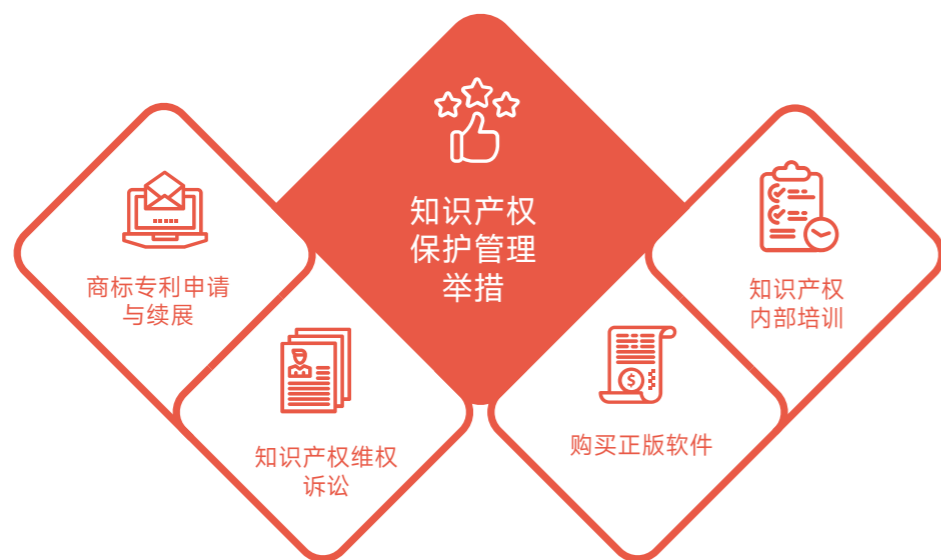 知识产权
保护管理
举措
商标专利申请
与续展
知识产权维权
诉讼
购买正版软件
知识产权
内部培训